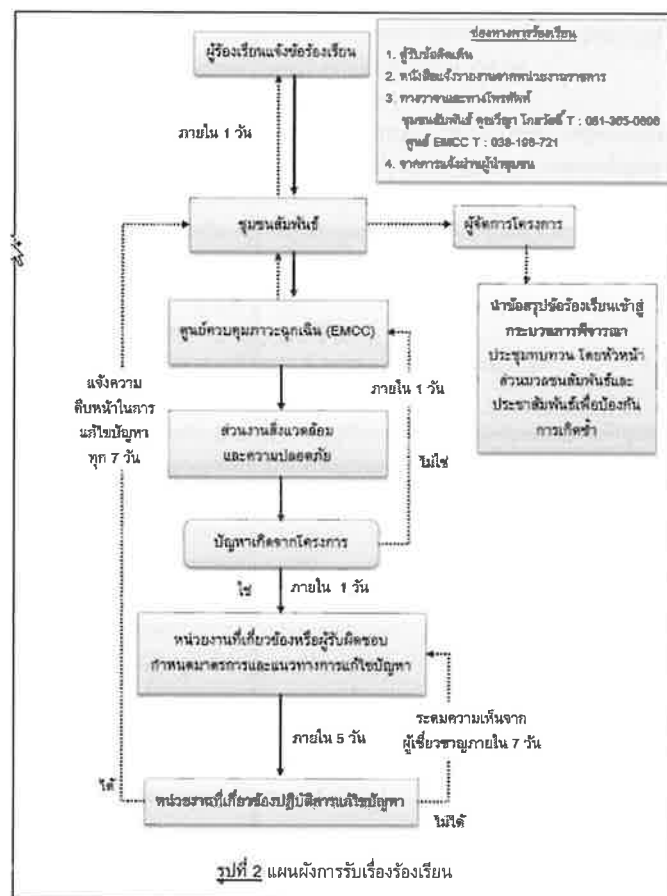 ผู้ร้องเรียนแจ้งข้อร้องเรียน
ช่องทางการร้องเรียน
1. ตู้รับข้อคิดเห็น
2. หนังสือแจ้งรายงานจากหน่วยงานราชการ
3. ทางวาจาและทางโทรศัพท์
ชุมชนสัมพันธ์ คุณวีณา T : 081-365-0896
ศูนย์ EMCC T : 038-198-721
4. จากการแจ้งผ่านผู้นำชุมชน
ภายใน 1 วัน
ชุมชนสัมพันธ์
ผู้จัดการโครงการ
ศูนย์ควบคุมภาวะฉุกเฉิน (EMCC)
นำข้อสรุปข้อร้องเรียนเข้าสู่
กระบวนการพิจารณา
ประชุมทบทวน โดยหัวหน้า
ส่วนมวลชนสัมพันธ์และ
ประชาสัมพันธ์เพื่อป้องกัน
การเกิดซ้ำ
ภายใน 1 วัน
แจ้งความ
คืบหน้าในการ
แก้ไขปัญหา
ทุก 7 วัน
ส่วนงานสิ่งแวดล้อม
และความปลอดภัย
ไม่ใช่
ปัญหาเกิดจากโครงการ
ใช่
ภายใน 1 วัน
หน่วยงานที่เกี่ยวข้องหรือผู้รับผิดชอบ
กำหนดมาตรการและแนวทางการแก้ไขปัญหา
ระดมความเห็นจาก
ผู้เชี่ยวชาญภายใน 7 วัน
ภายใน 5 วัน
ได้
หน่วยงานที่เกี่ยวข้องปฏิบัติการแก้ไขปัญหา
ไม่ได้
รูปที่ 2 แผนผังการรับเรื่องร้องเรียน